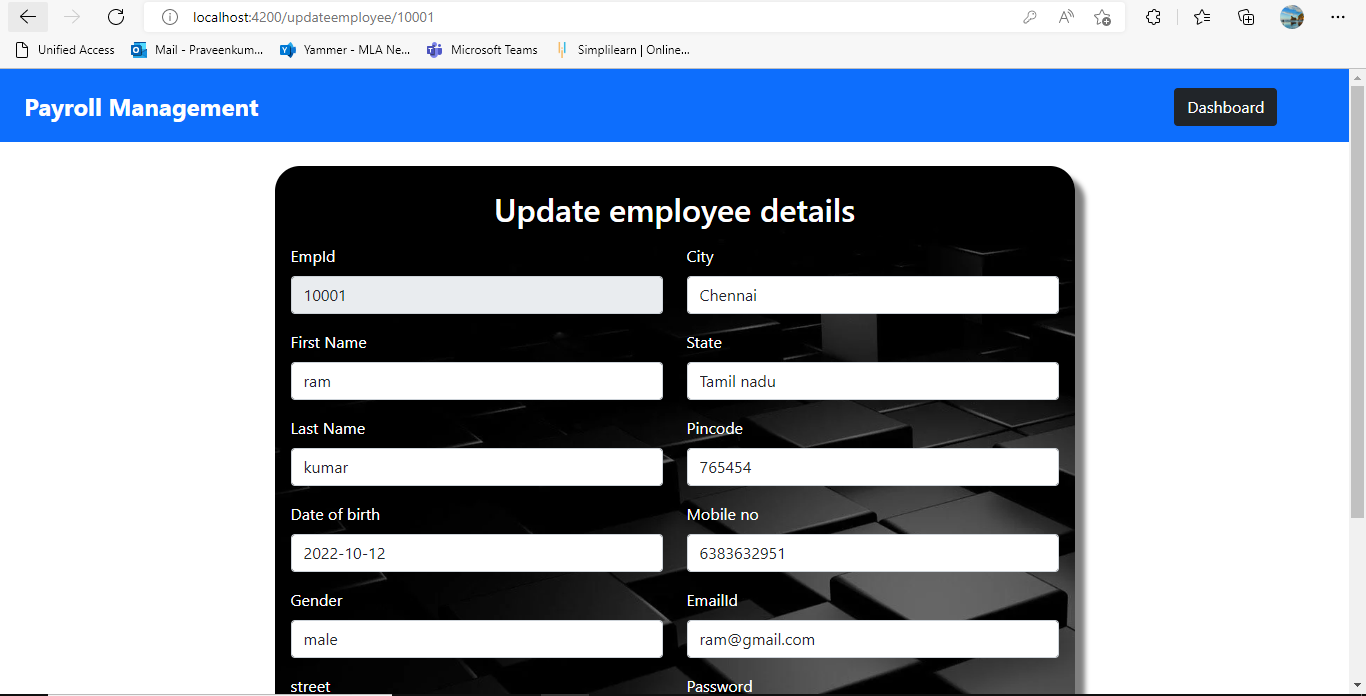 localhost:4200/updateemployee/10001
Unified Access
Mail - Praveenkum...
Yammer - MLA Ne...
Microsoft Teams
Simplilearn | Online...
Payroll Management
Dashboard
Update employee details
EmpId
City
10001
Chennai
First Name
State
ram
Tamil nadu
Last Name
Pincode
kumar
765454
Date of birth
Mobile no
2022-10-12
6383632951
Gender
EmailId
male
ram@gmail.com
street
Password